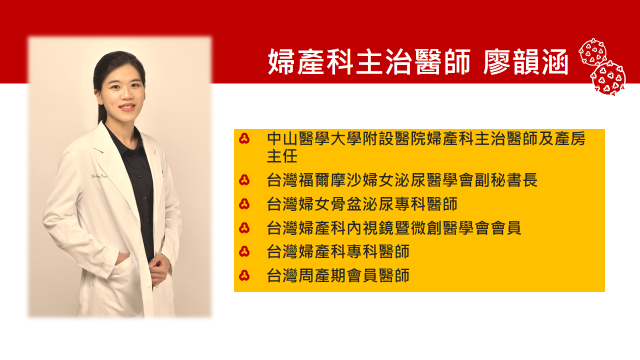 婦產科主治醫師 廖韻涵
中山醫學大學附設醫院婦產科主治醫師及產房
主任
台灣福爾摩沙婦女泌尿醫學會副秘書長
台灣婦女骨盆泌尿專科醫師
台灣婦產科內視鏡暨微創醫學會會員
台灣婦產科專科醫師
台灣周產期會員醫師